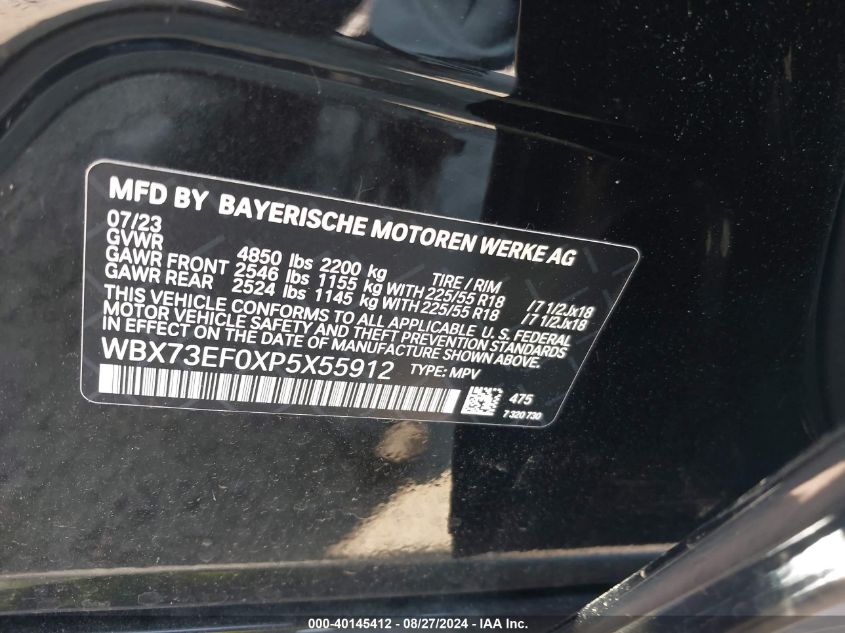 MFD BY BAYERISCHE MOTOREN WERKE AG
07/23
GVWR 4850 lbs 2200 kg TIRE / RIM
GAWR FRONT 2546 lbs 1155 kg WITH 225/55 R18 /7 1/2Jx18
GAWR REAR 2524 lbs 1145 kg WITH 225/55 R18 /7 1/2Jx18
THIS VEHICLE CONFORMS TO ALL APPLICABLE U.S. FEDERAL
MOTOR VEHICLE SAFETY AND THEFT PREVENTION STANDARDS
IN EFFECT ON THE DATE OF MANUFACTURE SHOWN ABOVE.
WBX73EF0XP5X55912 TYPE: MPV
475
7 320 730
000-40145412 - 08/27/2024 - IAA Inc.